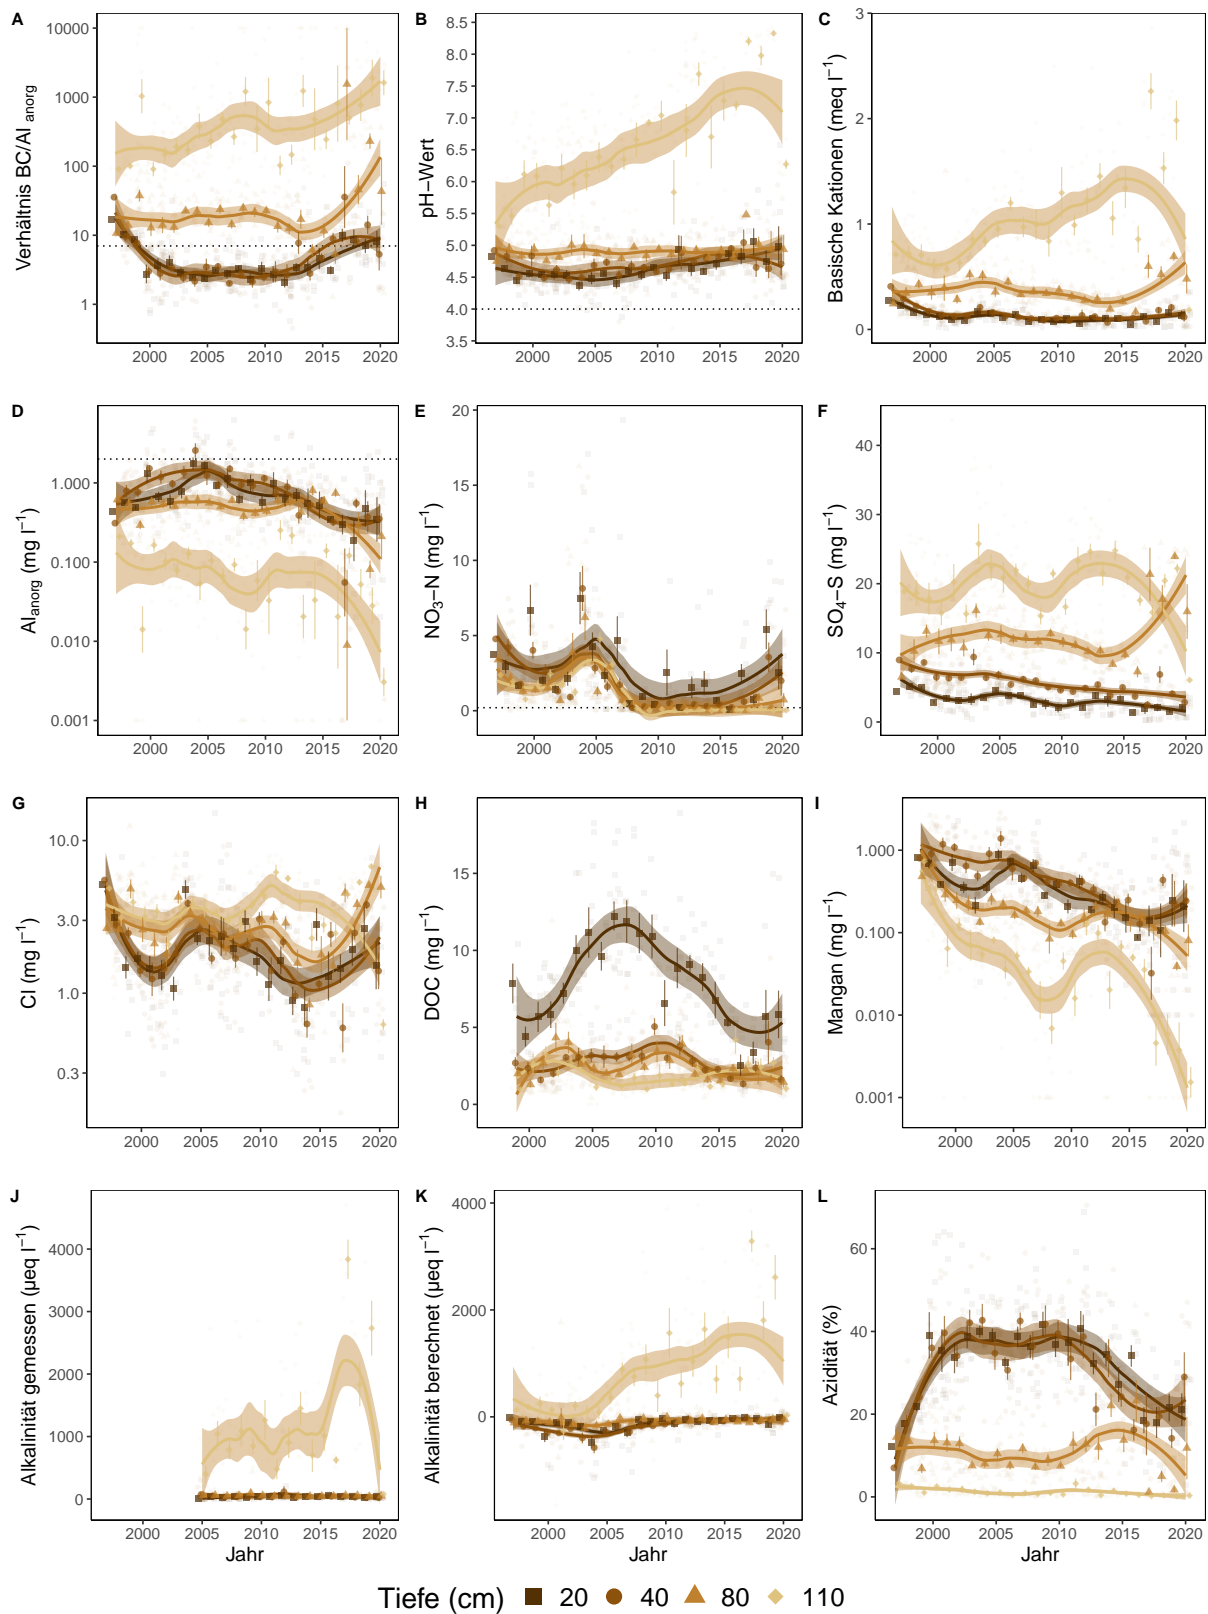 A
Verhältnis BC/Al anorg
10000
1000
100
10
1
2000 2005 2010 2015 2020
B
pH−Wert
8.5
8.0
7.5
7.0
6.5
6.0
5.5
5.0
4.5
4.0
3.5
2000 2005 2010 2015 2020
C
Basische Kationen (meq l−1)
3
2
1
0
2000 2005 2010 2015 2020
D
Alanorg (mg l−1)
1.000
0.100
0.010
0.001
2000 2005 2010 2015 2020
E
NO3−N (mg l−1)
20
15
10
5
0
2000 2005 2010 2015 2020
F
SO4−S (mg l−1)
40
30
20
10
0
2000 2005 2010 2015 2020
G
Cl (mg l−1)
10.0
3.0
1.0
0.3
2000 2005 2010 2015 2020
H
DOC (mg l−1)
15
10
5
0
2000 2005 2010 2015 2020
I
Mangan (mg l−1)
1.000
0.100
0.010
0.001
2000 2005 2010 2015 2020
J
Alkalinität gemessen (µeq l−1)
4000
3000
2000
1000
0
2000 2005 2010 2015 2020
Jahr
K
Alkalinität berechnet (µeq l−1)
4000
2000
0
2000 2005 2010 2015 2020
Jahr
L
Azidität (%)
60
40
20
0
2000 2005 2010 2015 2020
Jahr
Tiefe (cm) 20 40 80 110